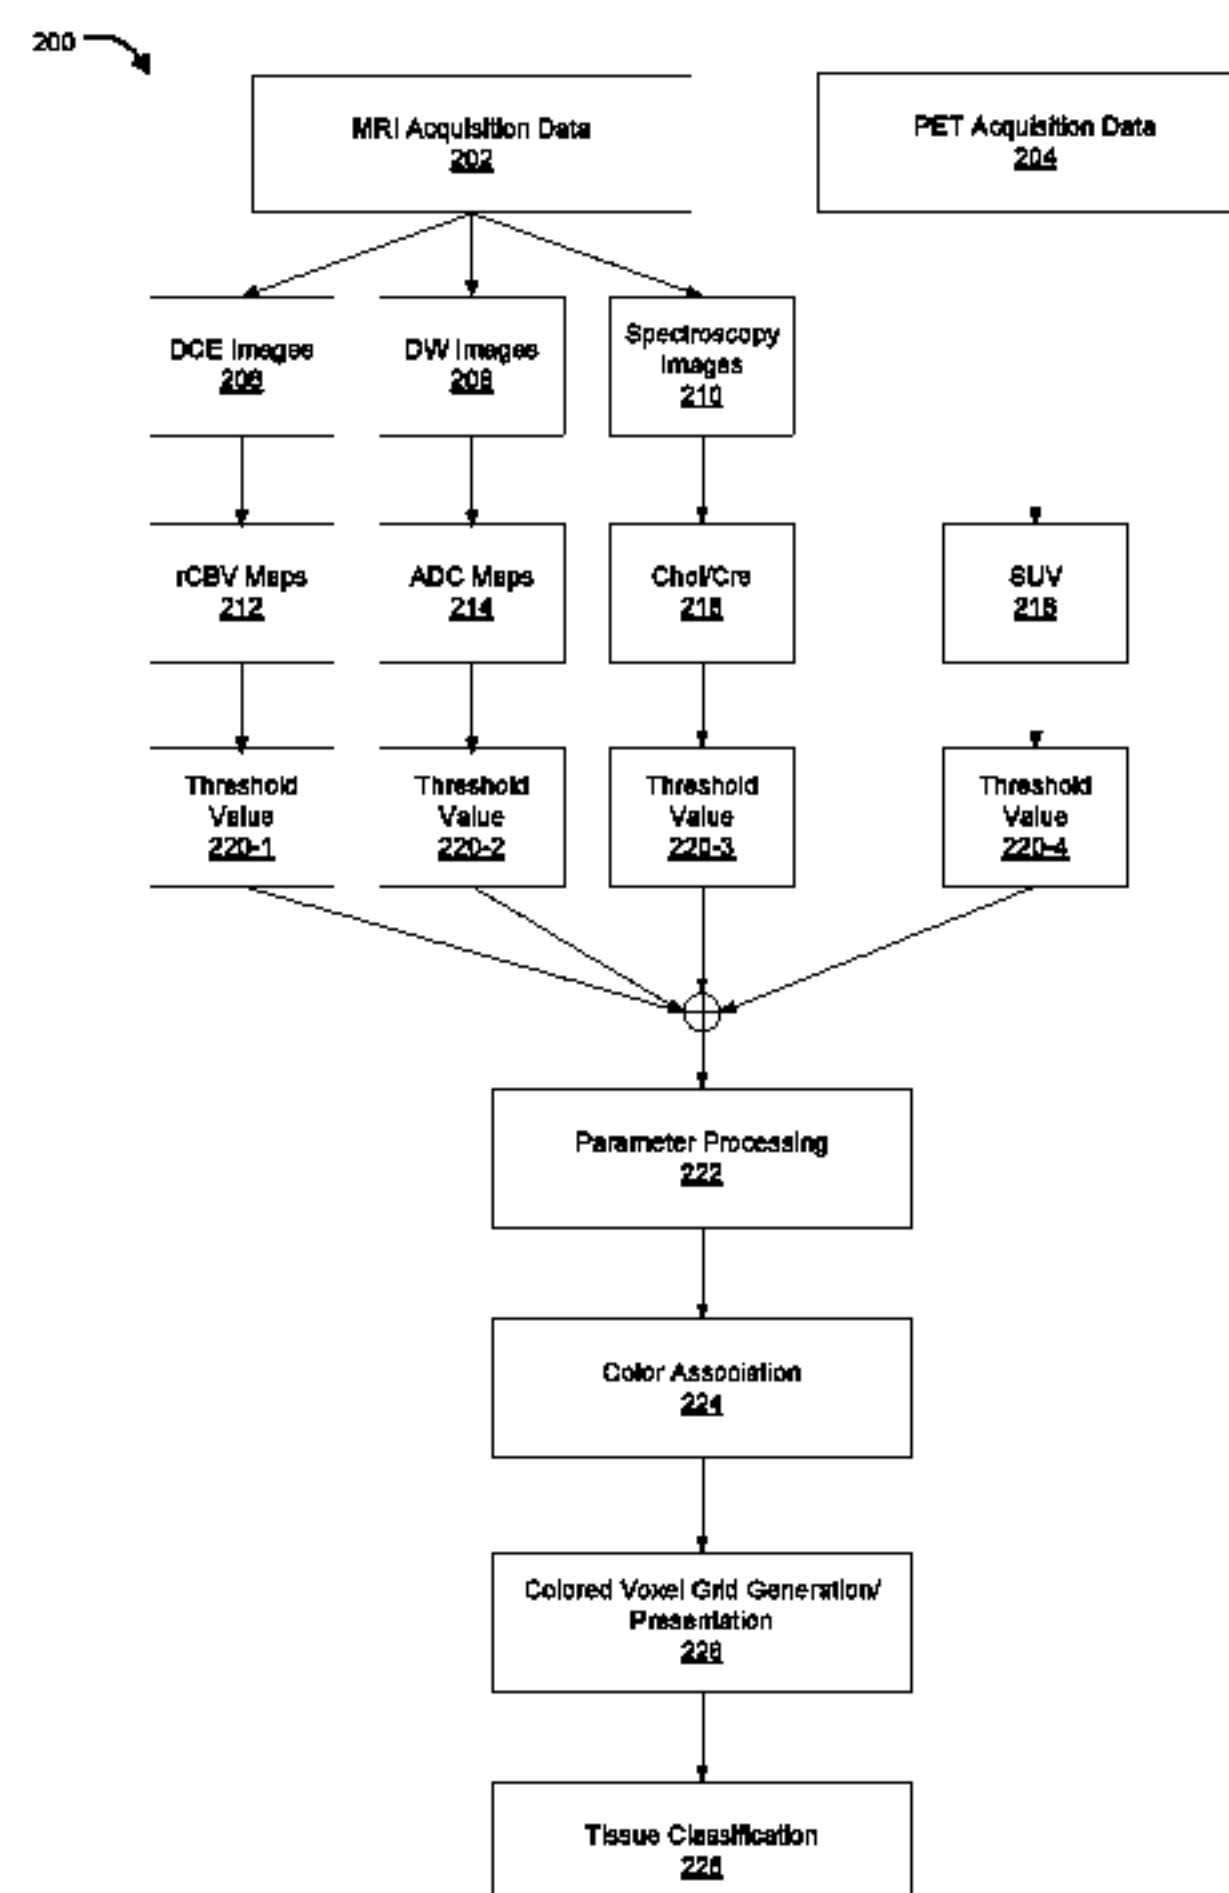 200
MRI Acquisition Data
202
PET Acquisition Data
204
DCE Images
206
DW Images
208
Spectroscopy
Images
210
rCBV Maps
212
ADC Maps
214
Chol/Cre
216
SUV
218
Threshold
Value
220-1
Threshold
Value
220-2
Threshold
Value
220-3
Threshold
Value
220-4
Parameter Processing
222
Color Association
224
Colored Voxel Grid Generation/
Presentation
226
Tissue Classification
228